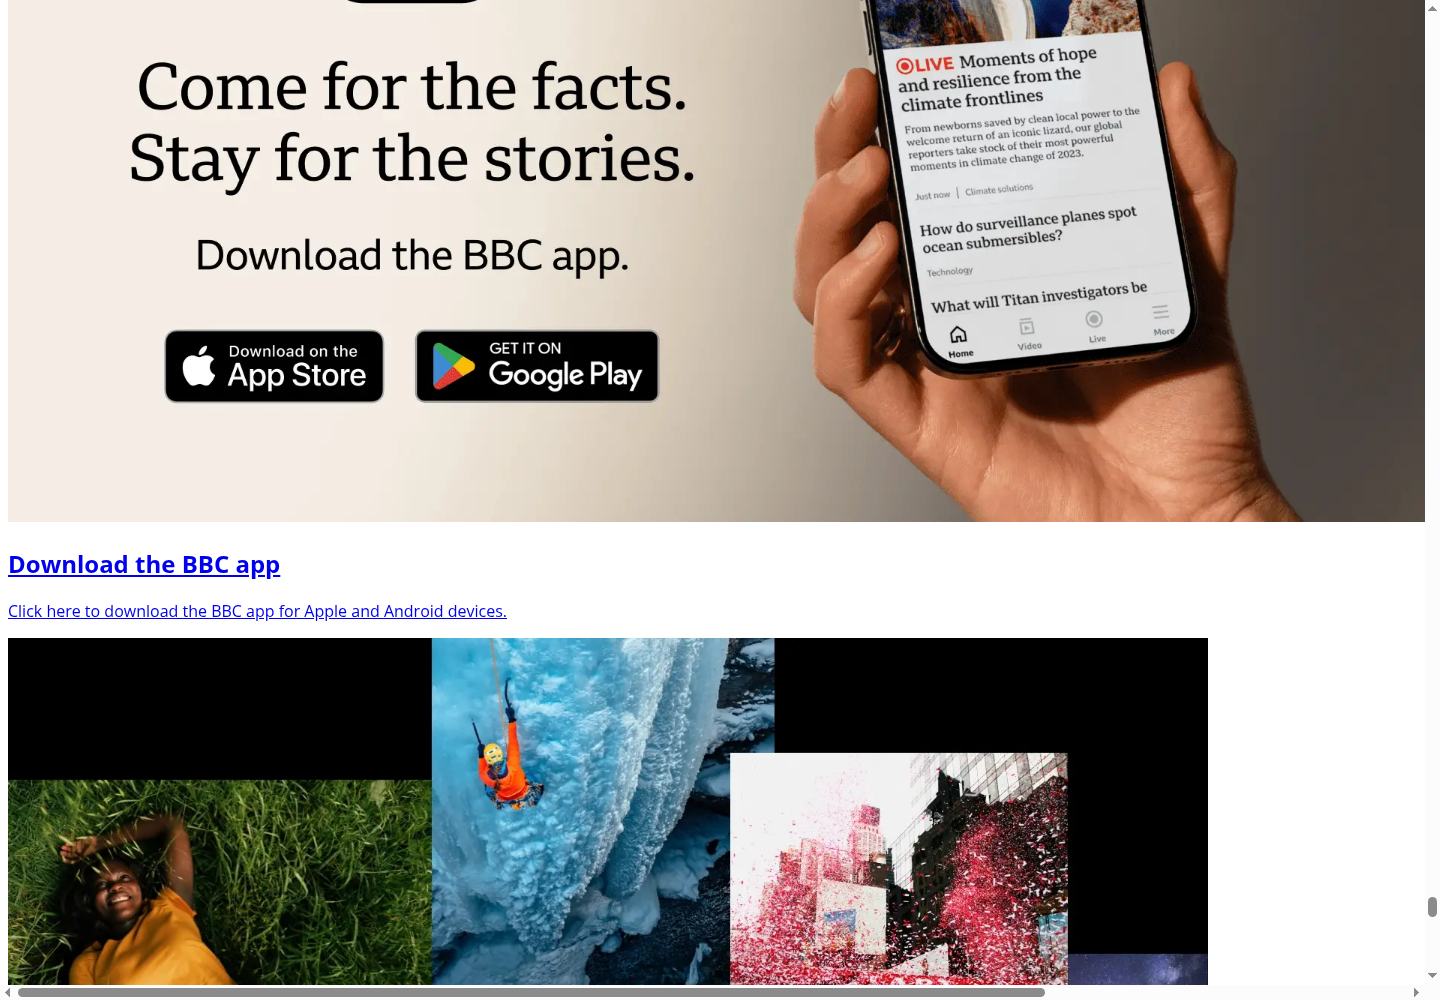 Come for the facts.
Stay for the stories.
Download the BBC app.
Download on the
App Store
GET IT ON
Google Play
LIVE Moments of hope
and resilience from the
climate frontlines
From newborns saved by clean local power to the
welcome return of an iconic lizard, our global
reporters take stock of their most powerful
moments in climate change of 2023.
Just now | Climate solutions
How do surveillance planes spot
ocean submersibles?
Technology
What will Titan investigators be
Home
Video
Live
More
Download the BBC app
Click here to download the BBC app for Apple and Android devices.